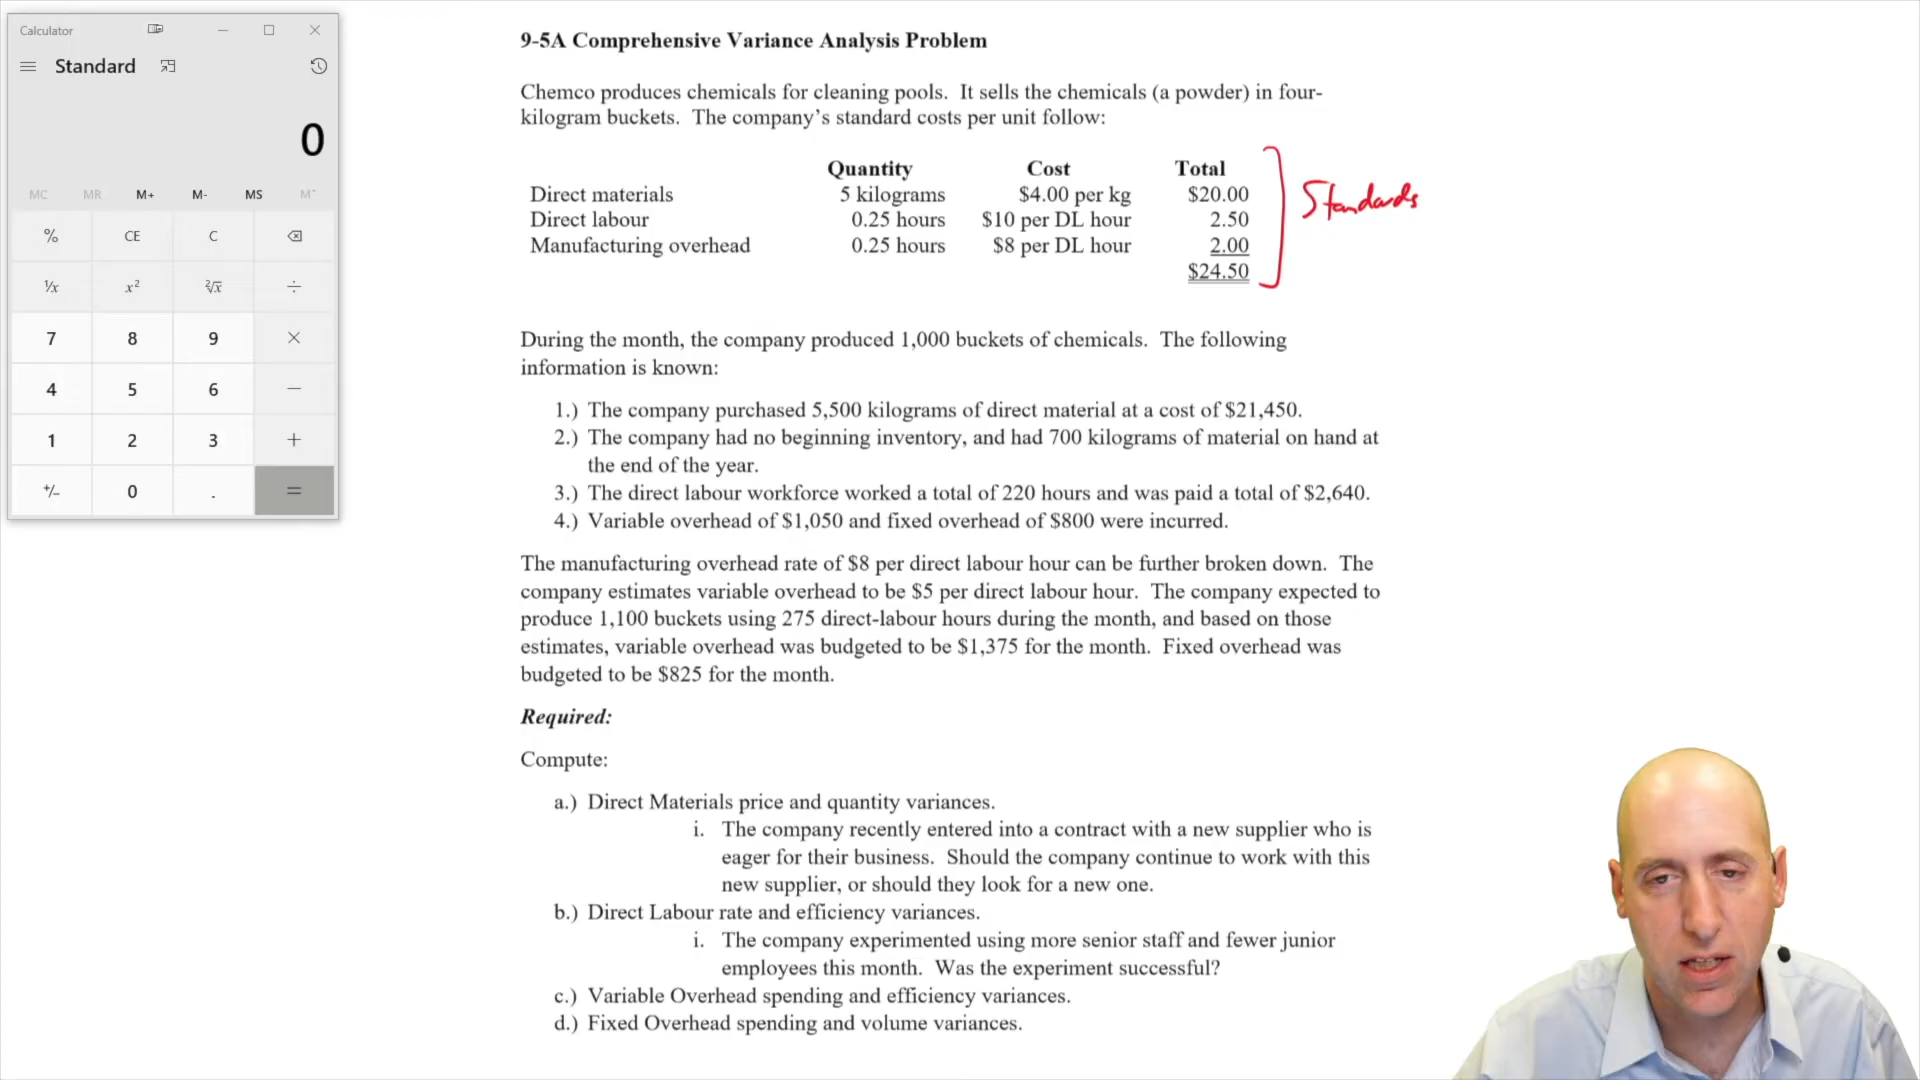 Calculator
Standard
0
MC MR M+ M- MS M˅
% CE C
¹/x x² ²√x ÷
7 8 9 ×
4 5 6 −
1 2 3 +
+/− 0 . =
9-5A Comprehensive Variance Analysis Problem
Chemco produces chemicals for cleaning pools. It sells the chemicals (a powder) in four-
kilogram buckets. The company's standard costs per unit follow:
Quantity Cost Total
Direct materials 5 kilograms $4.00 per kg $20.00
Direct labour 0.25 hours $10 per DL hour 2.50
Manufacturing overhead 0.25 hours $8 per DL hour 2.00
$24.50
Standards
During the month, the company produced 1,000 buckets of chemicals. The following
information is known:
1.) The company purchased 5,500 kilograms of direct material at a cost of $21,450.
2.) The company had no beginning inventory, and had 700 kilograms of material on hand at
the end of the year.
3.) The direct labour workforce worked a total of 220 hours and was paid a total of $2,640.
4.) Variable overhead of $1,050 and fixed overhead of $800 were incurred.
The manufacturing overhead rate of $8 per direct labour hour can be further broken down. The
company estimates variable overhead to be $5 per direct labour hour. The company expected to
produce 1,100 buckets using 275 direct-labour hours during the month, and based on those
estimates, variable overhead was budgeted to be $1,375 for the month. Fixed overhead was
budgeted to be $825 for the month.
Required:
Compute:
a.) Direct Materials price and quantity variances.
i. The company recently entered into a contract with a new supplier who is
eager for their business. Should the company continue to work with this
new supplier, or should they look for a new one.
b.) Direct Labour rate and efficiency variances.
i. The company experimented using more senior staff and fewer junior
employees this month. Was the experiment successful?
c.) Variable Overhead spending and efficiency variances.
d.) Fixed Overhead spending and volume variances.